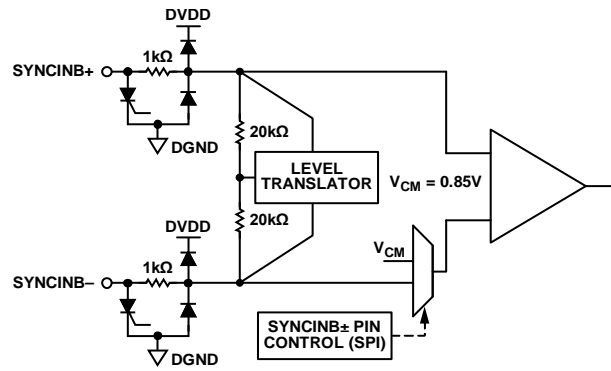 DVDD
1kΩ
SYNCINB+
DGND
20kΩ
LEVEL
TRANSLATOR
VCM = 0.85V
20kΩ
DVDD
1kΩ
VCM
SYNCINB–
SYNCINB± PIN
CONTROL (SPI)
DGND